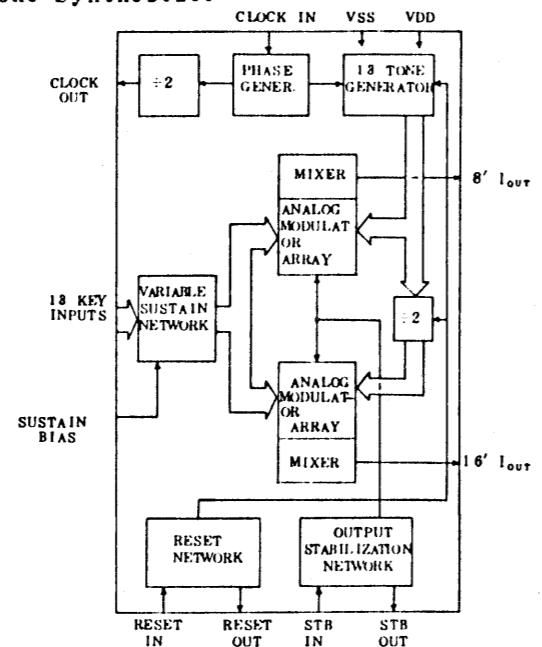 CLOCK IN VSS VDD
CLOCK
OUT
÷2
PHASE
GENER.
13 TONE
GENERATOR
MIXER
8' IOUT
ANALOG
MODULAT
OR
ARRAY
13 KEY
INPUTS
VARIABLE
SUSTAIN
NETWORK
÷2
ANALOG
MODULAT-
OR
ARRAY
SUSTAIN
BIAS
MIXER
16' IOUT
RESET
NETWORK
OUTPUT
STABILIZATION
NETWORK
RESET
IN
RESET
OUT
STB
IN
STB
OUT